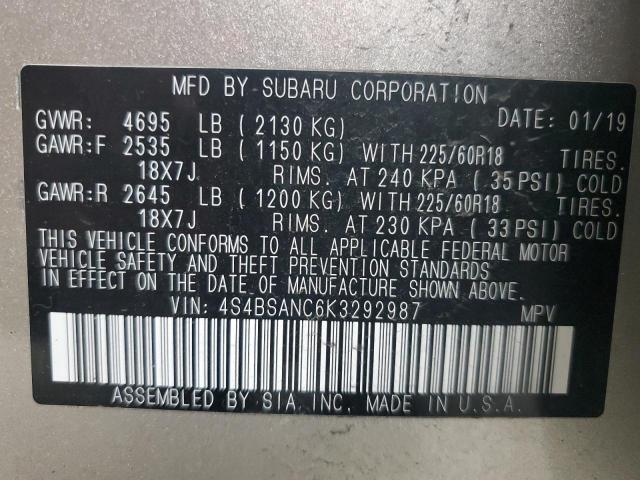 MFD BY SUBARU CORPORATION
GVWR: 4695 LB ( 2130 KG) DATE: 01/19
GAWR:F 2535 LB ( 1150 KG) WITH 225/60R18 TIRES.
18X7J RIMS. AT 240 KPA ( 35 PSI) COLD
GAWR:R 2645 LB ( 1200 KG) WITH 225/60R18 TIRES.
18X7J RIMS. AT 230 KPA ( 33 PSI) COLD
THIS VEHICLE CONFORMS TO ALL APPLICABLE FEDERAL MOTOR
VEHICLE SAFETY AND THEFT PREVENTION STANDARDS
IN EFFECT ON THE DATE OF MANUFACTURE SHOWN ABOVE.
VIN: 4S4BSANC6K3292987 MPV
ASSEMBLED BY SIA, INC. MADE IN U.S.A.